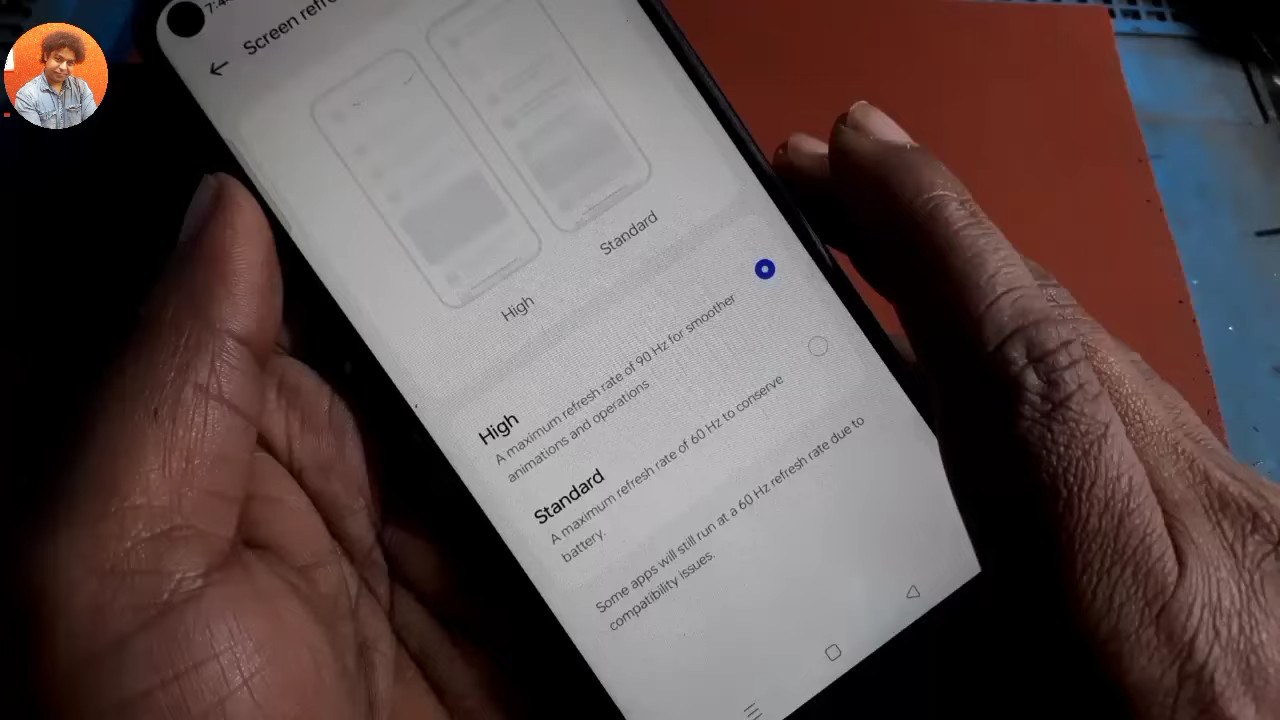 Screen
High
Standard
High
A maximum refresh rate of 90 Hz for smoother
animations and operations
Standard
A maximum refresh rate of 60 Hz to conserve
battery.
Some apps will still run at a 60 Hz refresh rate due to
compatibility issues.